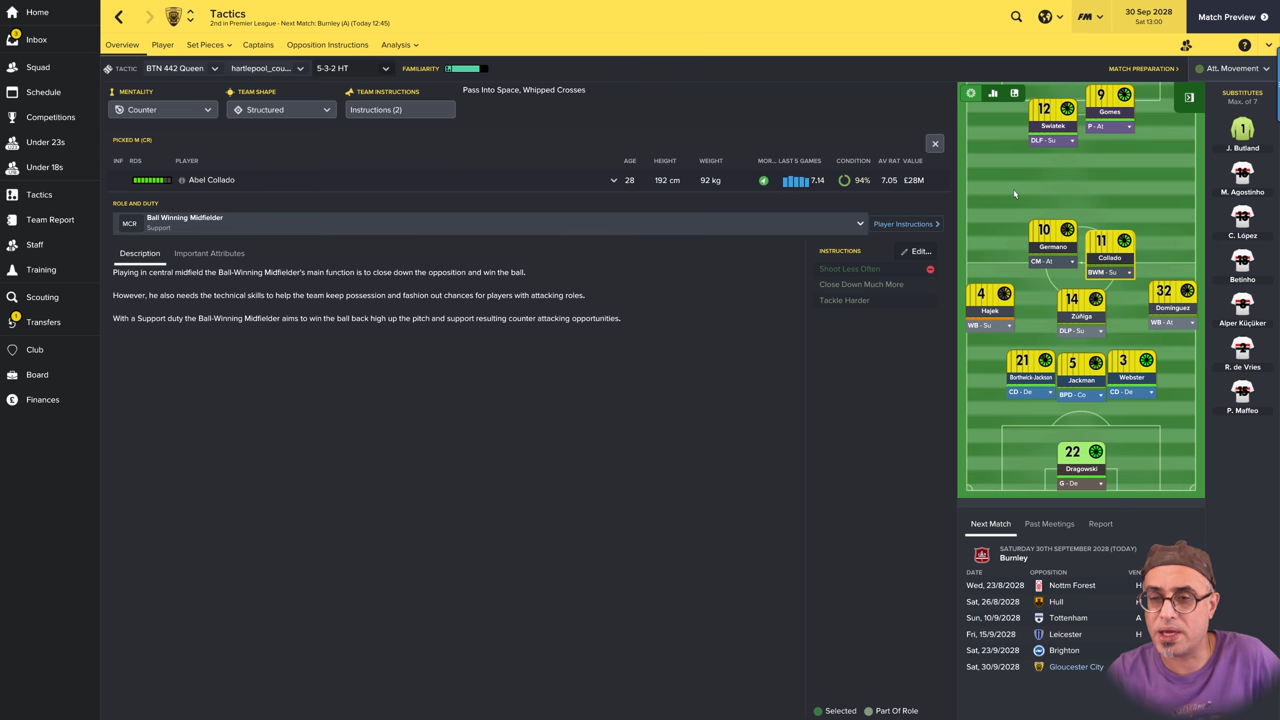 Home
3
Inbox
Squad
Schedule
Competitions
Under 23s
Under 18s
Tactics
Team Report
Staff
Training
Scouting
1
Transfers
Club
Board
Finances
Tactics
2nd in Premier League - Next Match: Burnley (A) (Today 12:45)
FM
30 Sep 2028
Sat 13:00
Match Preview
Overview
Player
Set Pieces
Captains
Opposition Instructions
Analysis
?
TACTIC
BTN 442 Queen
hartlepool_cou...
5-3-2 HT
FAMILIARITY
MATCH PREPARATION >
Att. Movement
MENTALITY
TEAM SHAPE
TEAM INSTRUCTIONS
Pass Into Space, Whipped Crosses
Counter
Structured
Instructions (2)
PICKED M (CR)
INF RDS PLAYER AGE HEIGHT WEIGHT MOR... LAST 5 GAMES CONDITION AV RAT VALUE
Abel Collado 28 192 cm 92 kg 7.14 94% 7.05 £28M
ROLE AND DUTY
MCR
Ball Winning Midfielder
Support
Player Instructions >
Description
Important Attributes
INSTRUCTIONS
Edit...
Playing in central midfield the Ball-Winning Midfielder's main function is to close down the opposition and win the ball.
However, he also needs the technical skills to help the team keep possession and fashion out chances for players with attacking roles.
With a Support duty the Ball-Winning Midfielder aims to win the ball back high up the pitch and support resulting counter attacking opportunities.
Shoot Less Often
Close Down Much More
Tackle Harder
Selected
Part Of Role
12
Swiatek
DLF - Su
9
Gomes
P - At
10
Germano
CM - At
11
Collado
BWM - Su
4
Hajek
WB - Su
14
Zúñiga
DLP - Su
32
Domínguez
WB - At
21
Borthwick-Jackson
CD - De
5
Jackman
BPD - Co
3
Webster
CD - De
22
Dragowski
G - De
SUBSTITUTES
Max. of 7
1
J. Butland
M. Agostinho
C. López
Betinho
Alper Küçüker
R. de Vries
P. Maffeo
Next Match
Past Meetings
Report
SATURDAY 30TH SEPTEMBER 2028 (TODAY)
Burnley
DATE OPPOSITION
Wed, 23/8/2028 Nottm Forest H
Sat, 26/8/2028 Hull
Sun, 10/9/2028 Tottenham A
Fri, 15/9/2028 Leicester H
Sat, 23/9/2028 Brighton
Sat, 30/9/2028 Gloucester City